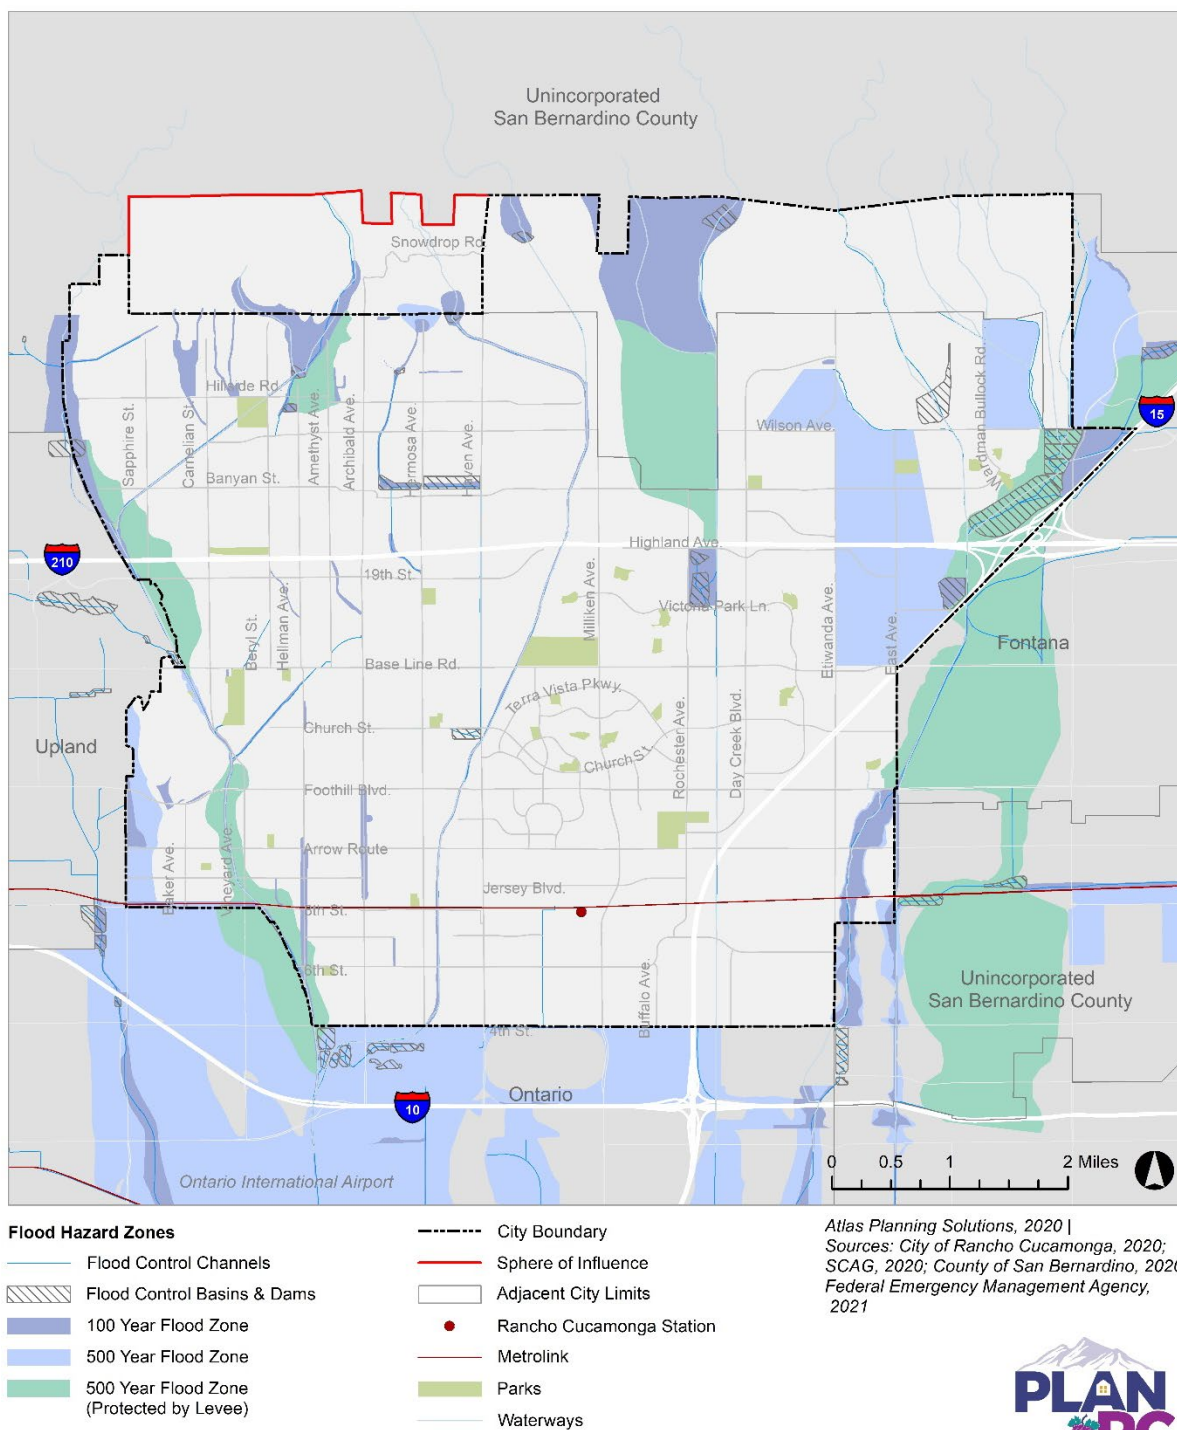 Unincorporated
San Bernardino County
Snowdrop Rd.
Hillside Rd.
Wilson Ave.
15
Sapphire St.
Carnelian St.
Amethyst Ave.
Archibald Ave.
Hermosa Ave.
Haven Ave.
Wardman Bullock Rd.
Banyan St.
Highland Ave.
210
19th St.
Milliken Ave.
Victoria Park Ln.
Beryl St.
Hellman Ave.
Etiwanda Ave.
East Ave.
Fontana
Base Line Rd.
Terra Vista Pkwy.
Rochester Ave.
Day Creek Blvd.
Upland
Church St.
Church St.
Foothill Blvd.
Baker Ave.
Vineyard Ave.
Arrow Route
Jersey Blvd.
8th St.
6th St.
Buffalo Ave.
Unincorporated
San Bernardino County
4th St.
Ontario
10
Ontario International Airport
0 0.5 1 2 Miles
Flood Hazard Zones
Flood Control Channels
Flood Control Basins & Dams
100 Year Flood Zone
500 Year Flood Zone
500 Year Flood Zone
(Protected by Levee)
City Boundary
Sphere of Influence
Adjacent City Limits
Rancho Cucamonga Station
Metrolink
Parks
Waterways
Atlas Planning Solutions, 2020 |
Sources: City of Rancho Cucamonga, 2020;
SCAG, 2020; County of San Bernardino, 2020
Federal Emergency Management Agency,
2021
PLAN
RC